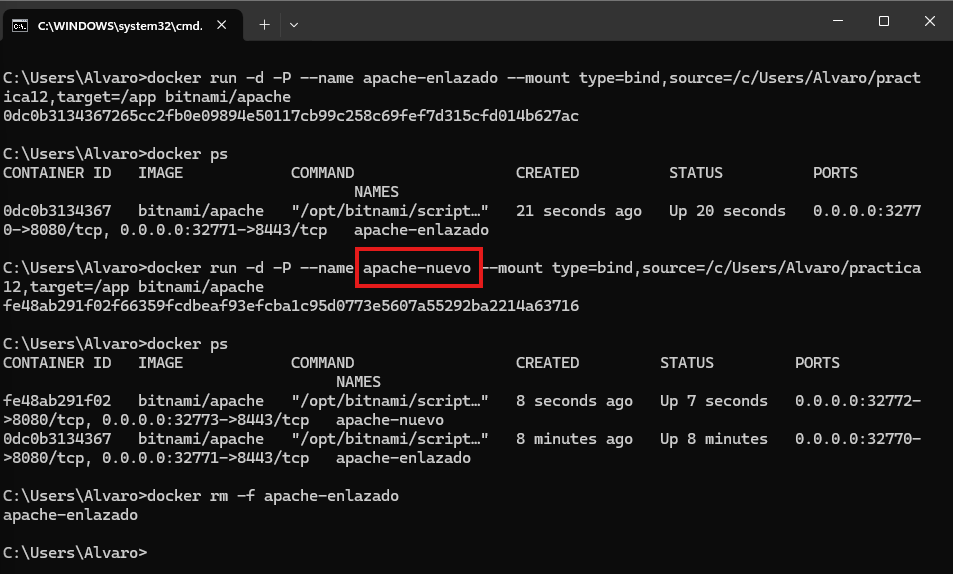 C:\WINDOWS\system32\cmd.
C:\Users\Alvaro>docker run -d -P --name apache-enlazado --mount type=bind,source=/c/Users/Alvaro/pract
ica12,target=/app bitnami/apache
0dc0b3134367265cc2fb0e09894e50117cb99c258c69fef7d315cfd014b627ac
C:\Users\Alvaro>docker ps
CONTAINER ID   IMAGE            COMMAND                  CREATED          STATUS          PORTS
                                       NAMES
0dc0b3134367   bitnami/apache   "/opt/bitnami/script…"   21 seconds ago   Up 20 seconds   0.0.0.0:3277
0->8080/tcp, 0.0.0.0:32771->8443/tcp   apache-enlazado
C:\Users\Alvaro>docker run -d -P --name apache-nuevo --mount type=bind,source=/c/Users/Alvaro/practica
12,target=/app bitnami/apache
fe48ab291f02f66359fcdbeaf93efcba1c95d0773e5607a55292ba2214a63716
C:\Users\Alvaro>docker ps
CONTAINER ID   IMAGE            COMMAND                  CREATED         STATUS         PORTS
                                     NAMES
fe48ab291f02   bitnami/apache   "/opt/bitnami/script…"   8 seconds ago   Up 7 seconds   0.0.0.0:32772-
>8080/tcp, 0.0.0.0:32773->8443/tcp   apache-nuevo
0dc0b3134367   bitnami/apache   "/opt/bitnami/script…"   8 minutes ago   Up 8 minutes   0.0.0.0:32770-
>8080/tcp, 0.0.0.0:32771->8443/tcp   apache-enlazado
C:\Users\Alvaro>docker rm -f apache-enlazado
apache-enlazado
C:\Users\Alvaro>